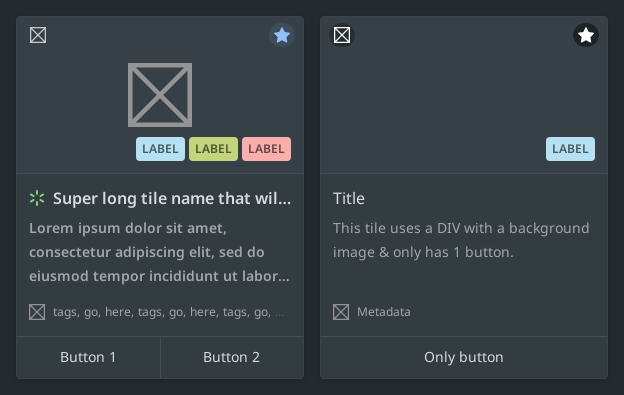 LABEL LABEL LABEL
Super long tile name that wil...
Lorem ipsum dolor sit amet,
consectetur adipiscing elit, sed do
eiusmod tempor incididunt ut labor...
tags, go, here, tags, go, here, tags, go, ...
Button 1
Button 2
LABEL
Title
This tile uses a DIV with a background
image & only has 1 button.
Metadata
Only button